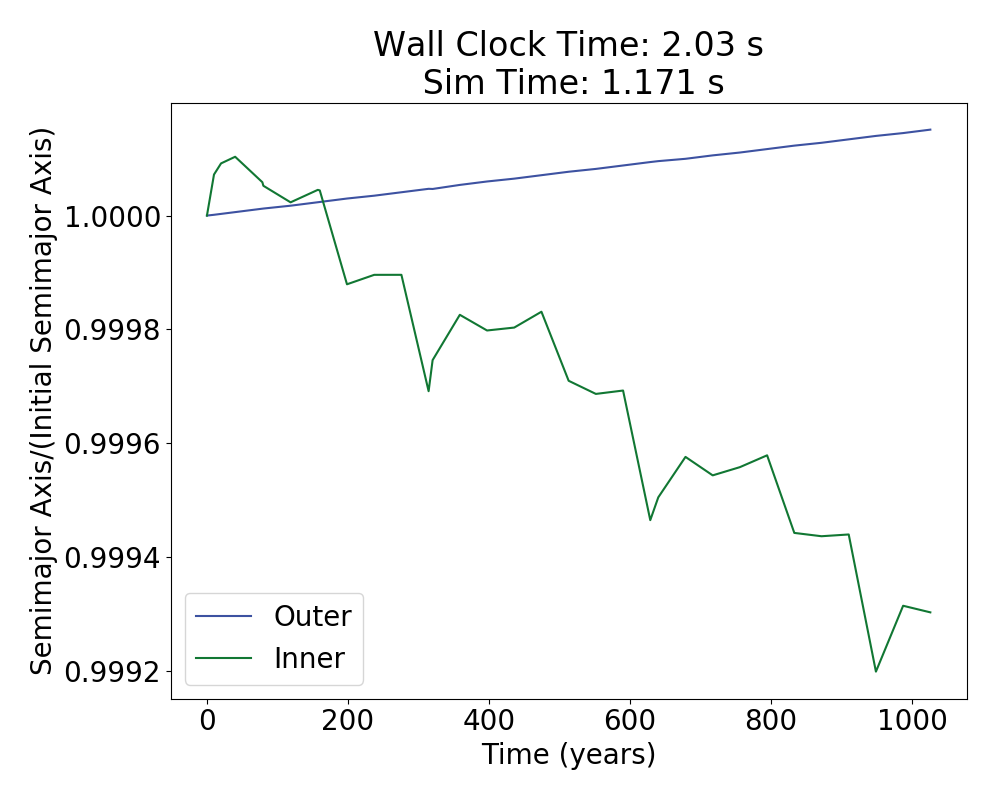 Wall Clock Time: 2.03 s
Sim Time: 1.171 s
Semimajor Axis/(Initial Semimajor Axis)
1.0000
0.9998
0.9996
0.9994
0.9992
Outer
Inner
0 200 400 600 800 1000
Time (years)